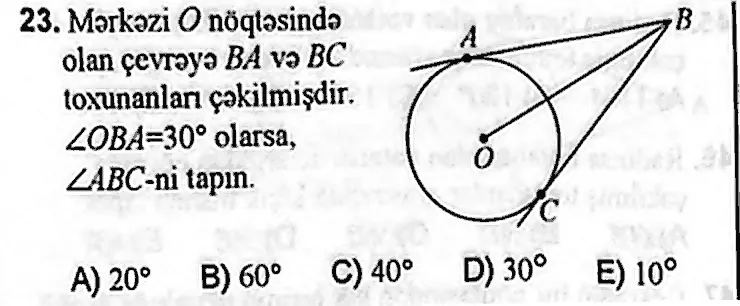 23. Mərkəzi O nöqtəsində
olan çevrəyə BA və BC
toxunanları çəkilmişdir.
∠OBA=30° olarsa,
∠ABC-ni tapın.
A
B
O
C
A) 20° B) 60° C) 40° D) 30° E) 10°